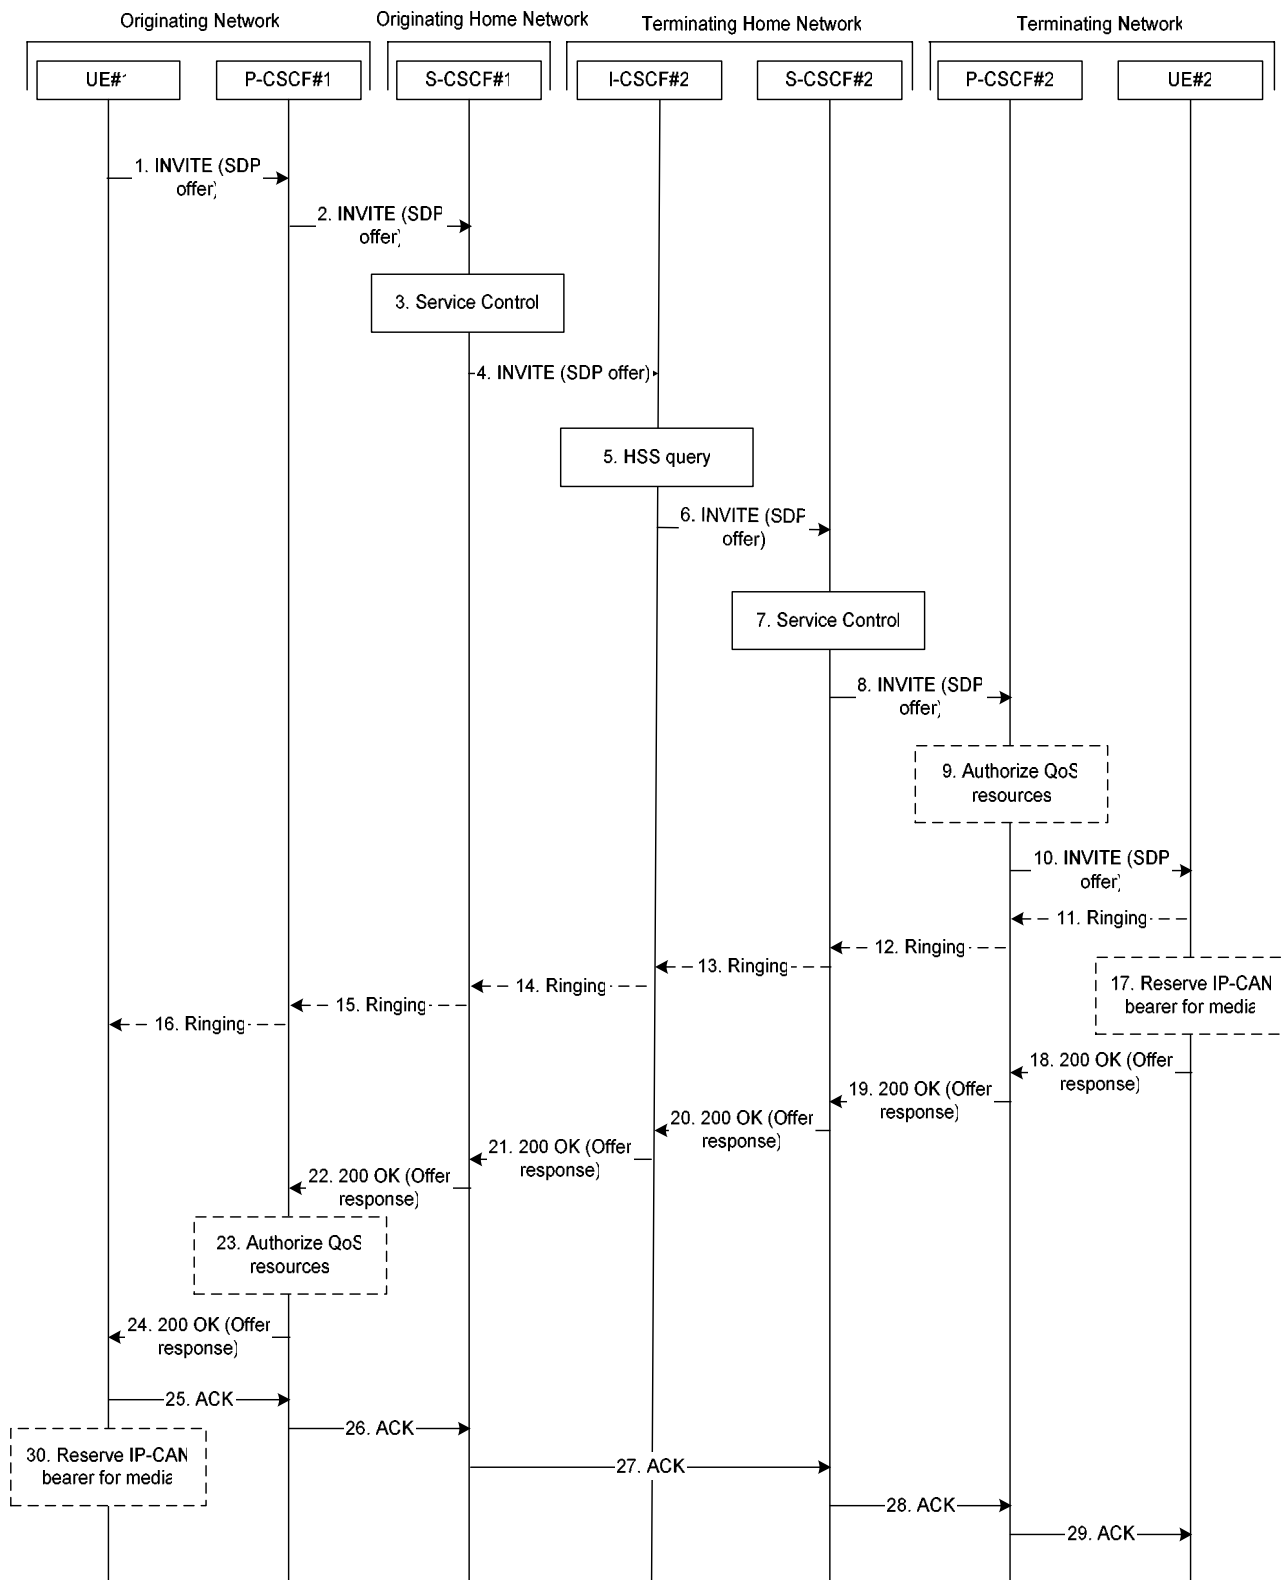 Originating Network
Originating Home Network
Terminating Home Network
Terminating Network
UE#1
P-CSCF#1
S-CSCF#1
I-CSCF#2
S-CSCF#2
P-CSCF#2
UE#2
1. INVITE (SDP
offer)
2. INVITE (SDP
offer)
3. Service Control
4. INVITE (SDP offer)
5. HSS query
6. INVITE (SDP
offer)
7. Service Control
8. INVITE (SDP
offer)
9. Authorize QoS
resources
10. INVITE (SDP
offer)
11. Ringing
12. Ringing
13. Ringing
14. Ringing
15. Ringing
16. Ringing
17. Reserve IP-CAN
bearer for media
18. 200 OK (Offer
response)
19. 200 OK (Offer
response)
20. 200 OK (Offer
response)
21. 200 OK (Offer
response)
22. 200 OK (Offer
response)
23. Authorize QoS
resources
24. 200 OK (Offer
response)
25. ACK
26. ACK
30. Reserve IP-CAN
bearer for media
27. ACK
28. ACK
29. ACK